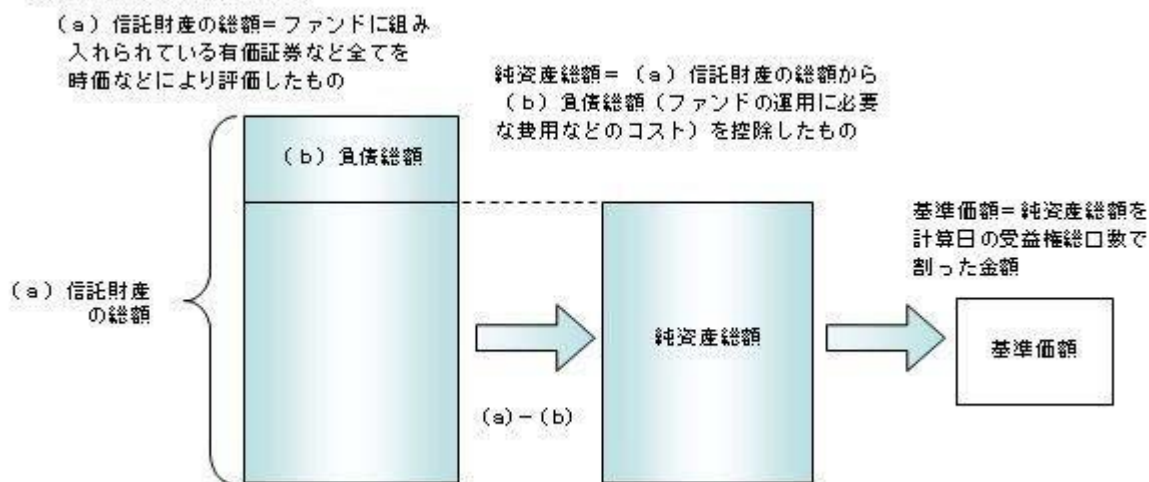 （a）信託財産の総額＝ファンドに組み
入れられている有価証券など全てを
時価などにより評価したもの
純資産総額＝（a）信託財産の総額から
（b）負債総額（ファンドの運用に必要
な費用などのコスト）を控除したもの
（b）負債総額
基準価額＝純資産総額を
計算日の受益権総口数で
割った金額
（a）信託財産
の総額
純資産総額
基準価額
(a)－(b)